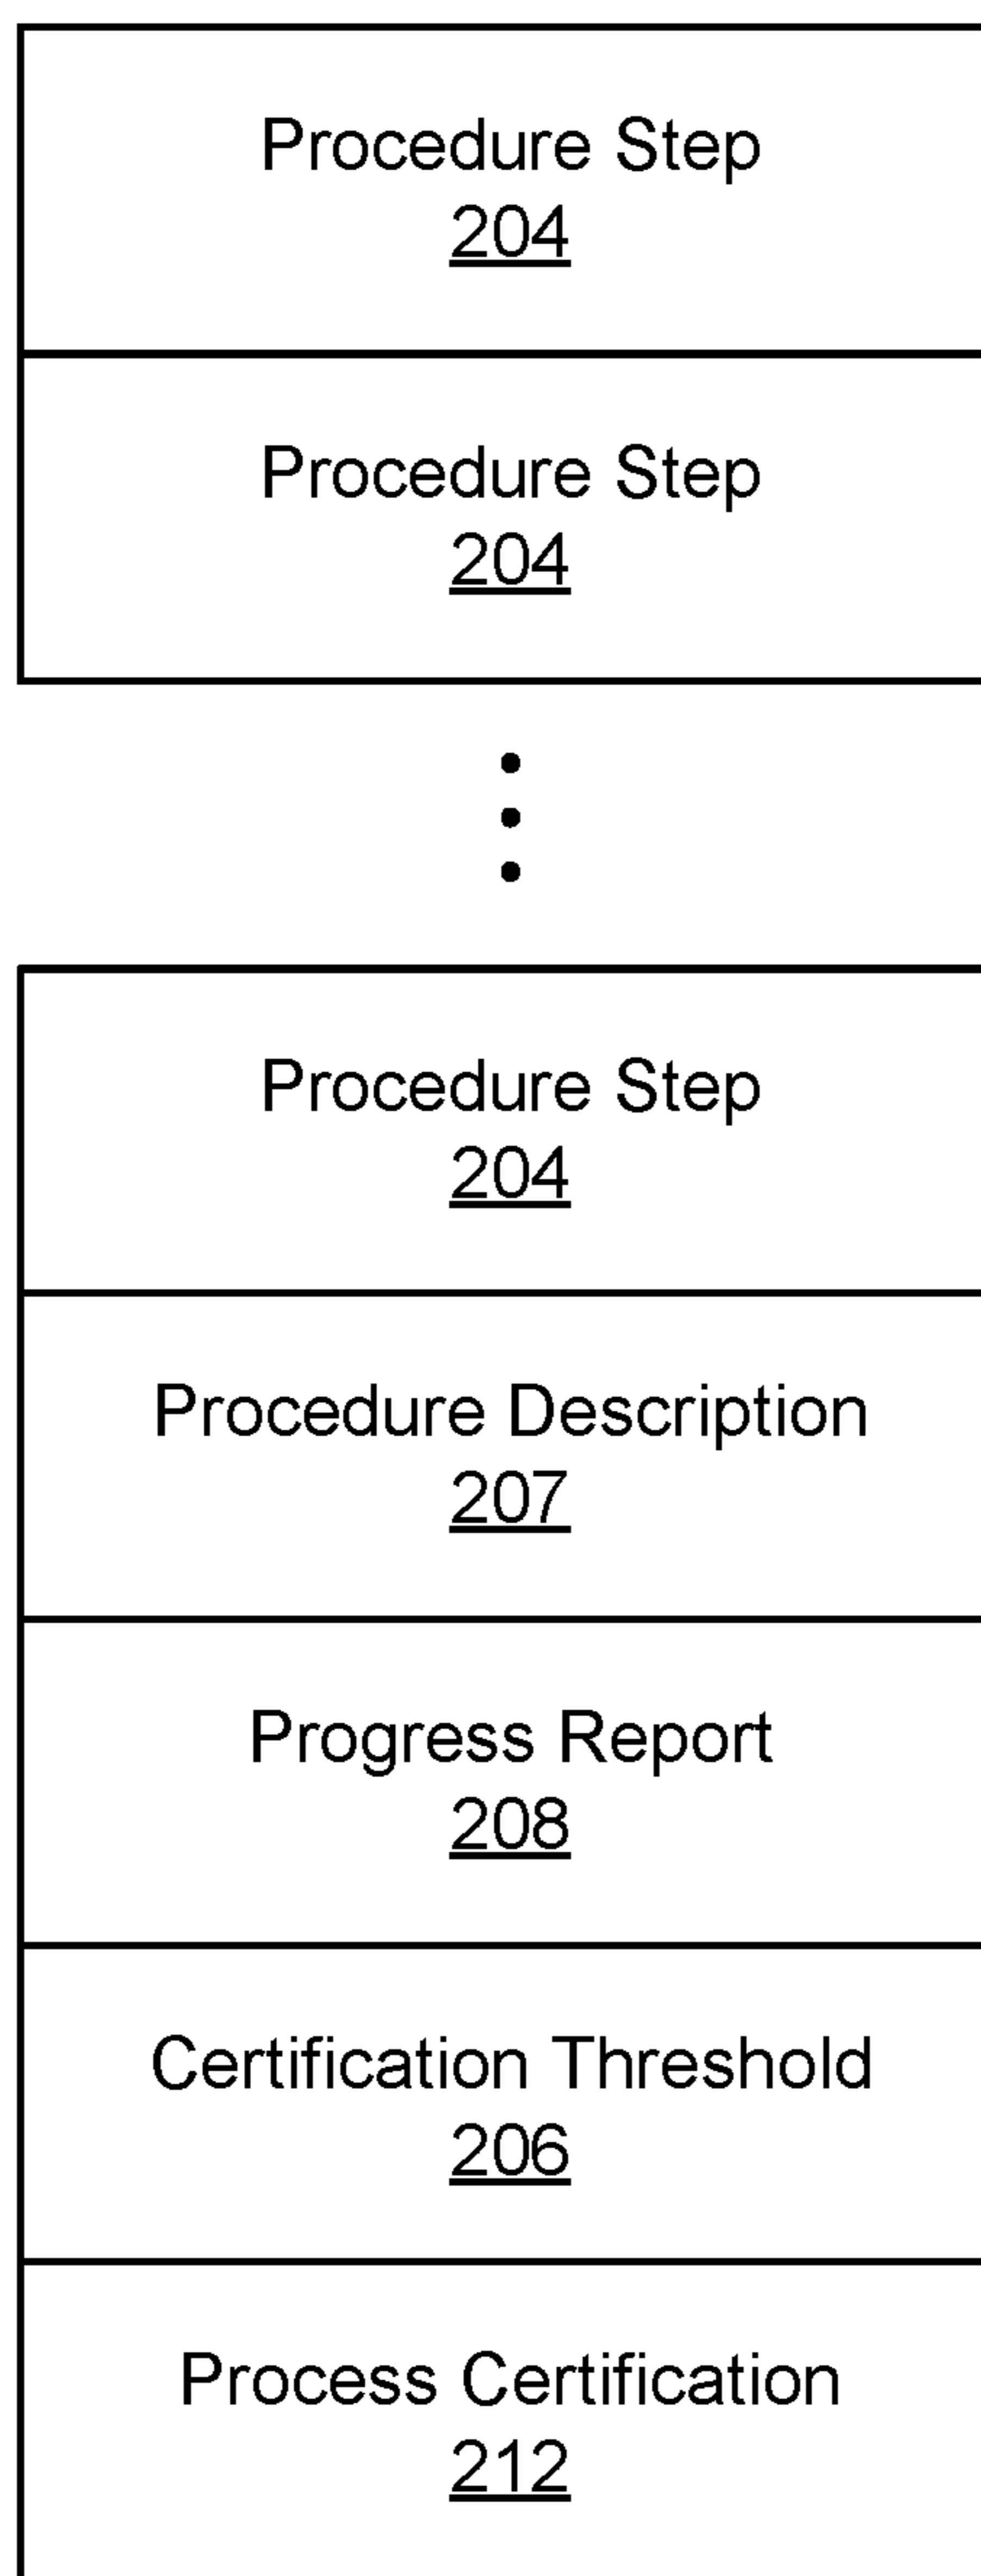 Procedure Step
204
Procedure Step
204
Procedure Step
204
Procedure Description
207
Progress Report
208
Certification Threshold
206
Process Certification
212